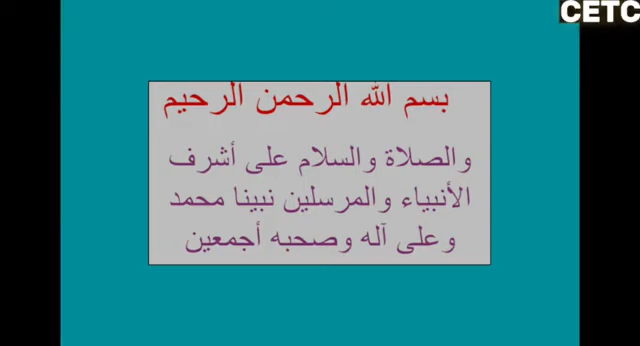 CETC
بسم الله الرحمن الرحيم
والصلاة والسلام على أشرف
الأنبياء والمرسلين نبينا محمد
وعلى آله وصحبه أجمعين